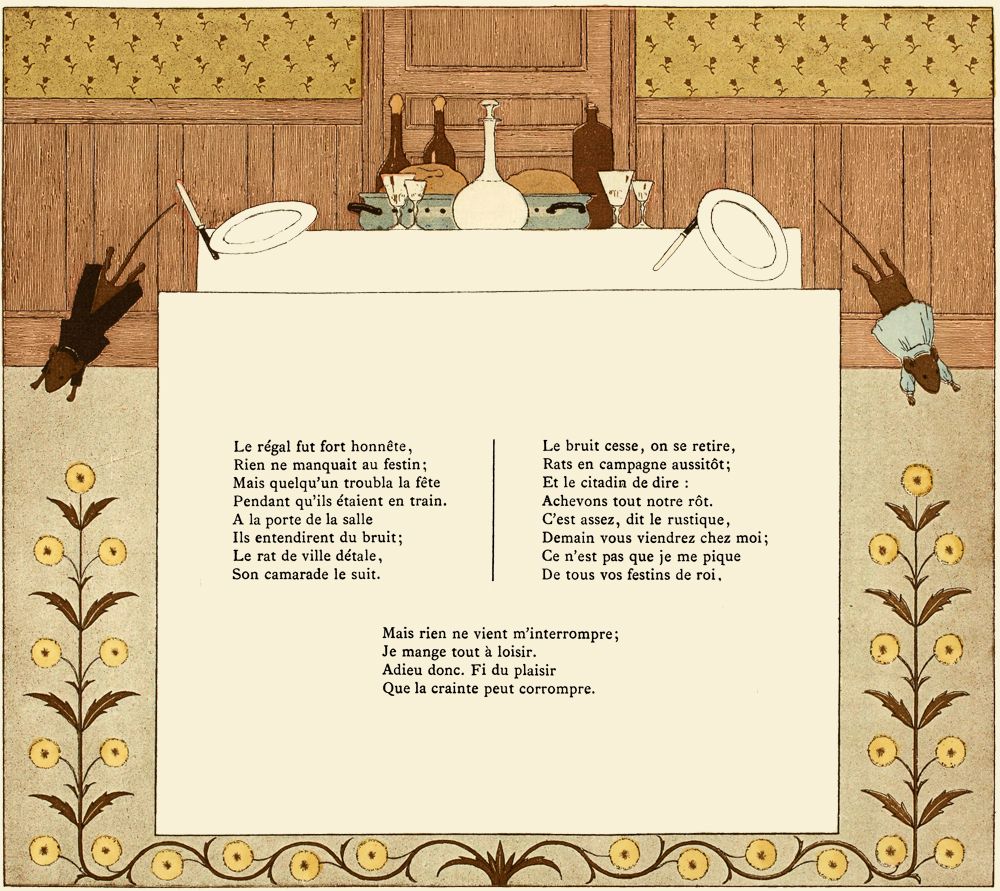 Le régal fut fort honnête,
Rien ne manquait au festin;
Mais quelqu'un troubla la fête
Pendant qu'ils étaient en train.
A la porte de la salle
Ils entendirent du bruit;
Le rat de ville détale,
Son camarade le suit.
Le bruit cesse, on se retire,
Rats en campagne aussitôt;
Et le citadin de dire :
Achevons tout notre rôt.
C'est assez, dit le rustique,
Demain vous viendrez chez moi;
Ce n'est pas que je me pique
De tous vos festins de roi.
Mais rien ne vient m'interrompre;
Je mange tout à loisir.
Adieu donc. Fi du plaisir
Que la crainte peut corrompre.